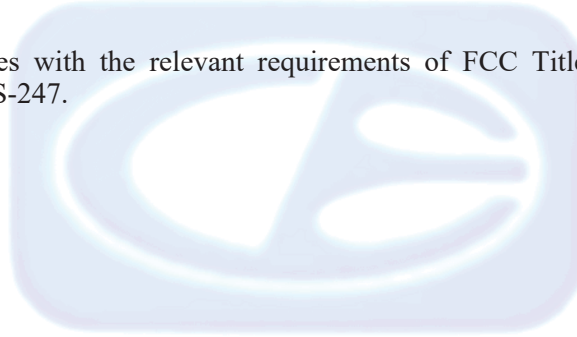 es with the relevant requirements of FCC Title
S-247.